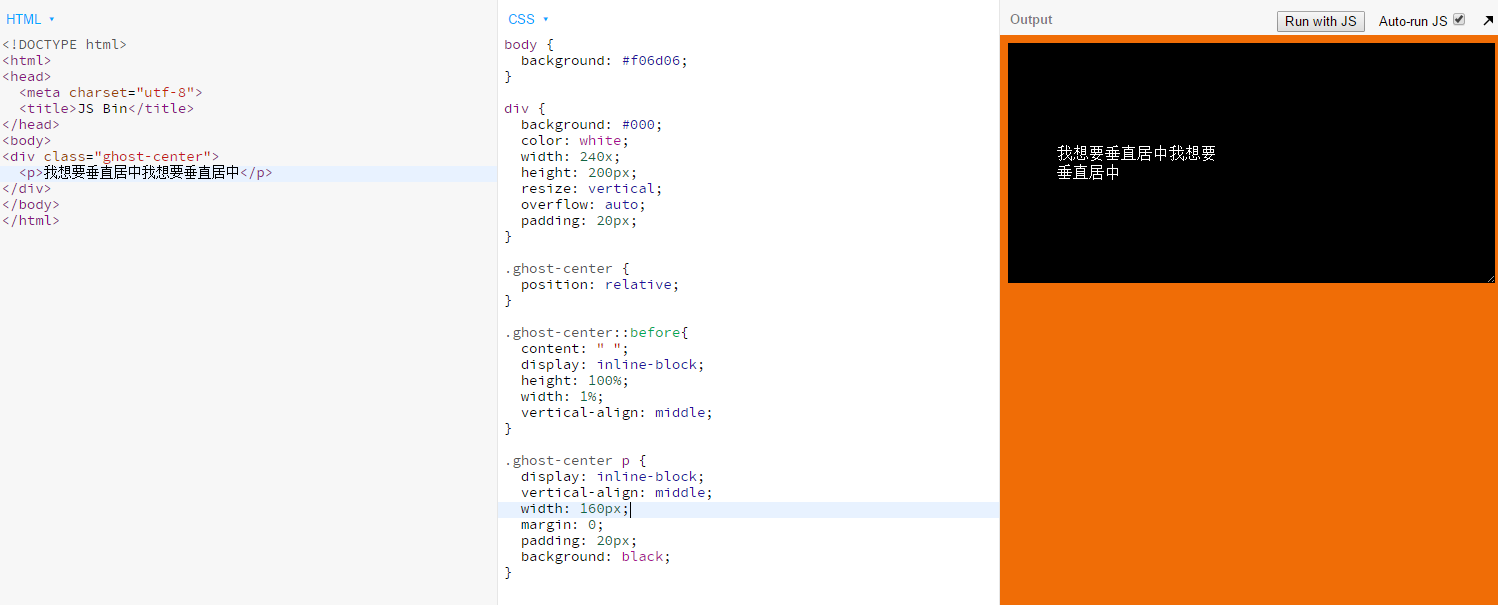 HTML ▾
<!DOCTYPE html>
<html>
<head>
  <meta charset="utf-8">
  <title>JS Bin</title>
</head>
<body>
<div class="ghost-center">
  <p>我想要垂直居中我想要垂直居中</p>
</div>
</body>
</html>
CSS ▾
body {
  background: #f06d06;
}
div {
  background: #000;
  color: white;
  width: 240x;
  height: 200px;
  resize: vertical;
  overflow: auto;
  padding: 20px;
}
.ghost-center {
  position: relative;
}
.ghost-center::before{
  content: " ";
  display: inline-block;
  height: 100%;
  width: 1%;
  vertical-align: middle;
}
.ghost-center p {
  display: inline-block;
  vertical-align: middle;
  width: 160px;
  margin: 0;
  padding: 20px;
  background: black;
}
Output
Run with JS
Auto-run JS
我想要垂直居中我想要
垂直居中